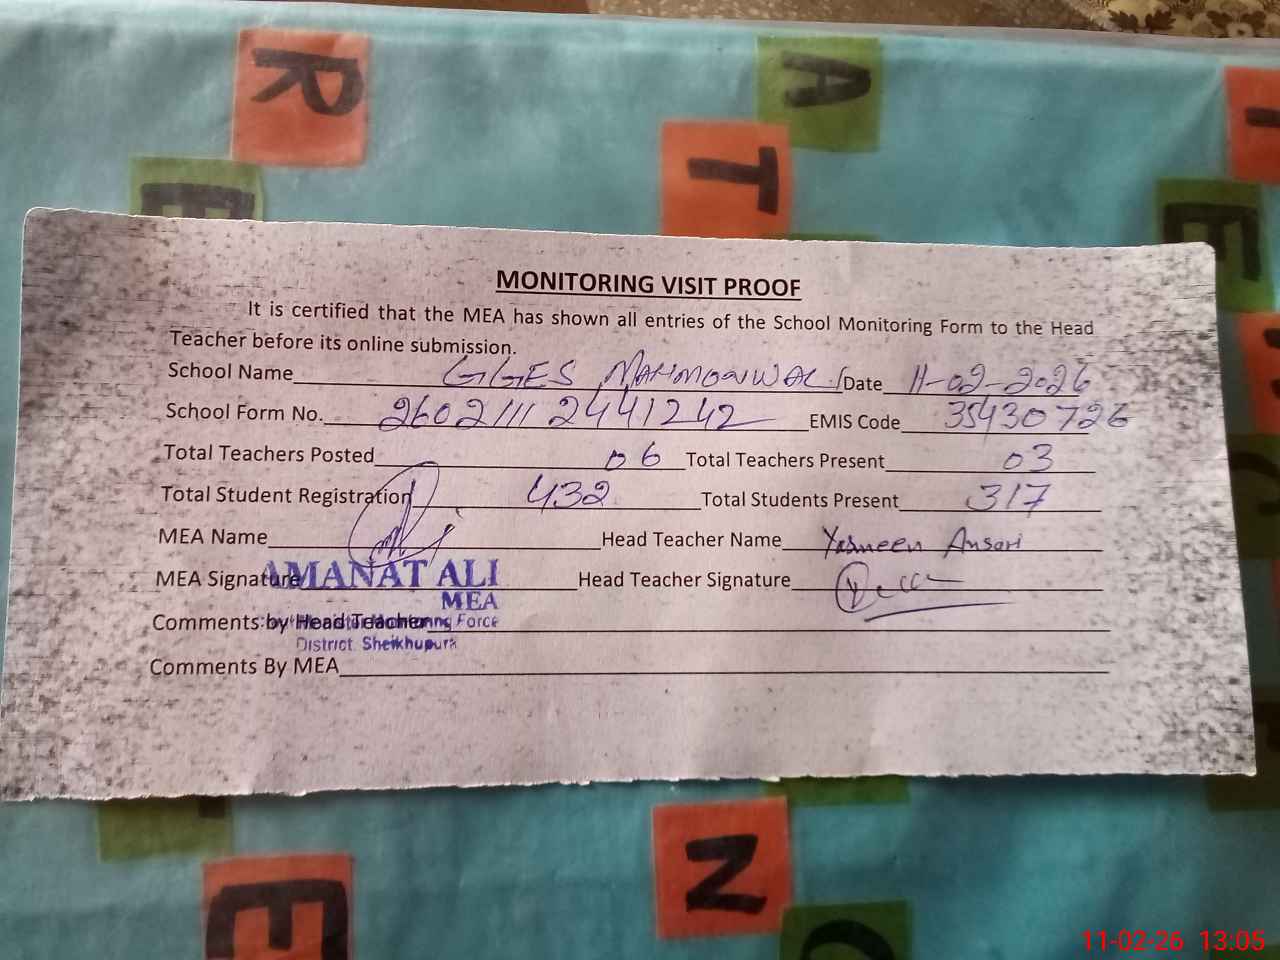 R
A
T
E
E
MONITORING VISIT PROOF
It is certified that the MEA has shown all entries of the School Monitoring Form to the Head
Teacher before its online submission.
School Name GGES MAHMOONWALI Date 11-02-2026
School Form No. 26021112441242 EMIS Code 35430726
Total Teachers Posted 06 Total Teachers Present 03
Total Student Registration 432 Total Students Present 317
MEA Name Head Teacher Name Yasmeen Ansari
MEA Signature AMANAT ALI Head Teacher Signature
MEA
Comments by Head Teacher Force
District Sheikhupura
Comments By MEA
N
E
11-02-26 13:05